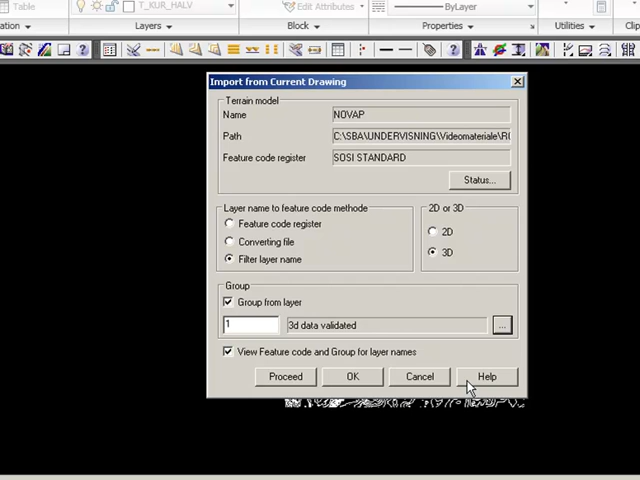 Table
T_KUR_HALV
Edit Attributes
ByLayer
ation
Layers
Block
Properties
Utilities
Clip
Import from Current Drawing
Terrain model
Name
NOVAP
Path
C:\SBA\UNDERVISNING\Videomateriale\R
Feature code register
SOSI STANDARD
Status...
Layer name to feature code methode
2D or 3D
Feature code register
2D
Converting file
Filter layer name
3D
Group
Group from layer
1
3d data validated
...
View Feature code and Group for layer names
Proceed
OK
Cancel
Help